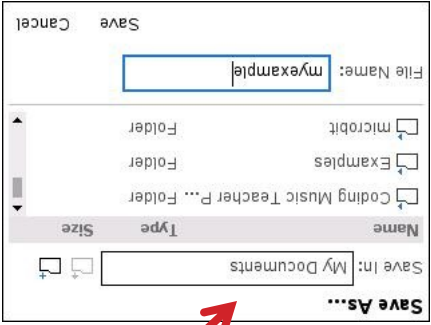 Save As...
Save In: My Documents
Name Type Size
Coding Music Teacher P... Folder
Examples Folder
microbit Folder
File Name: myexample
Save Cancel